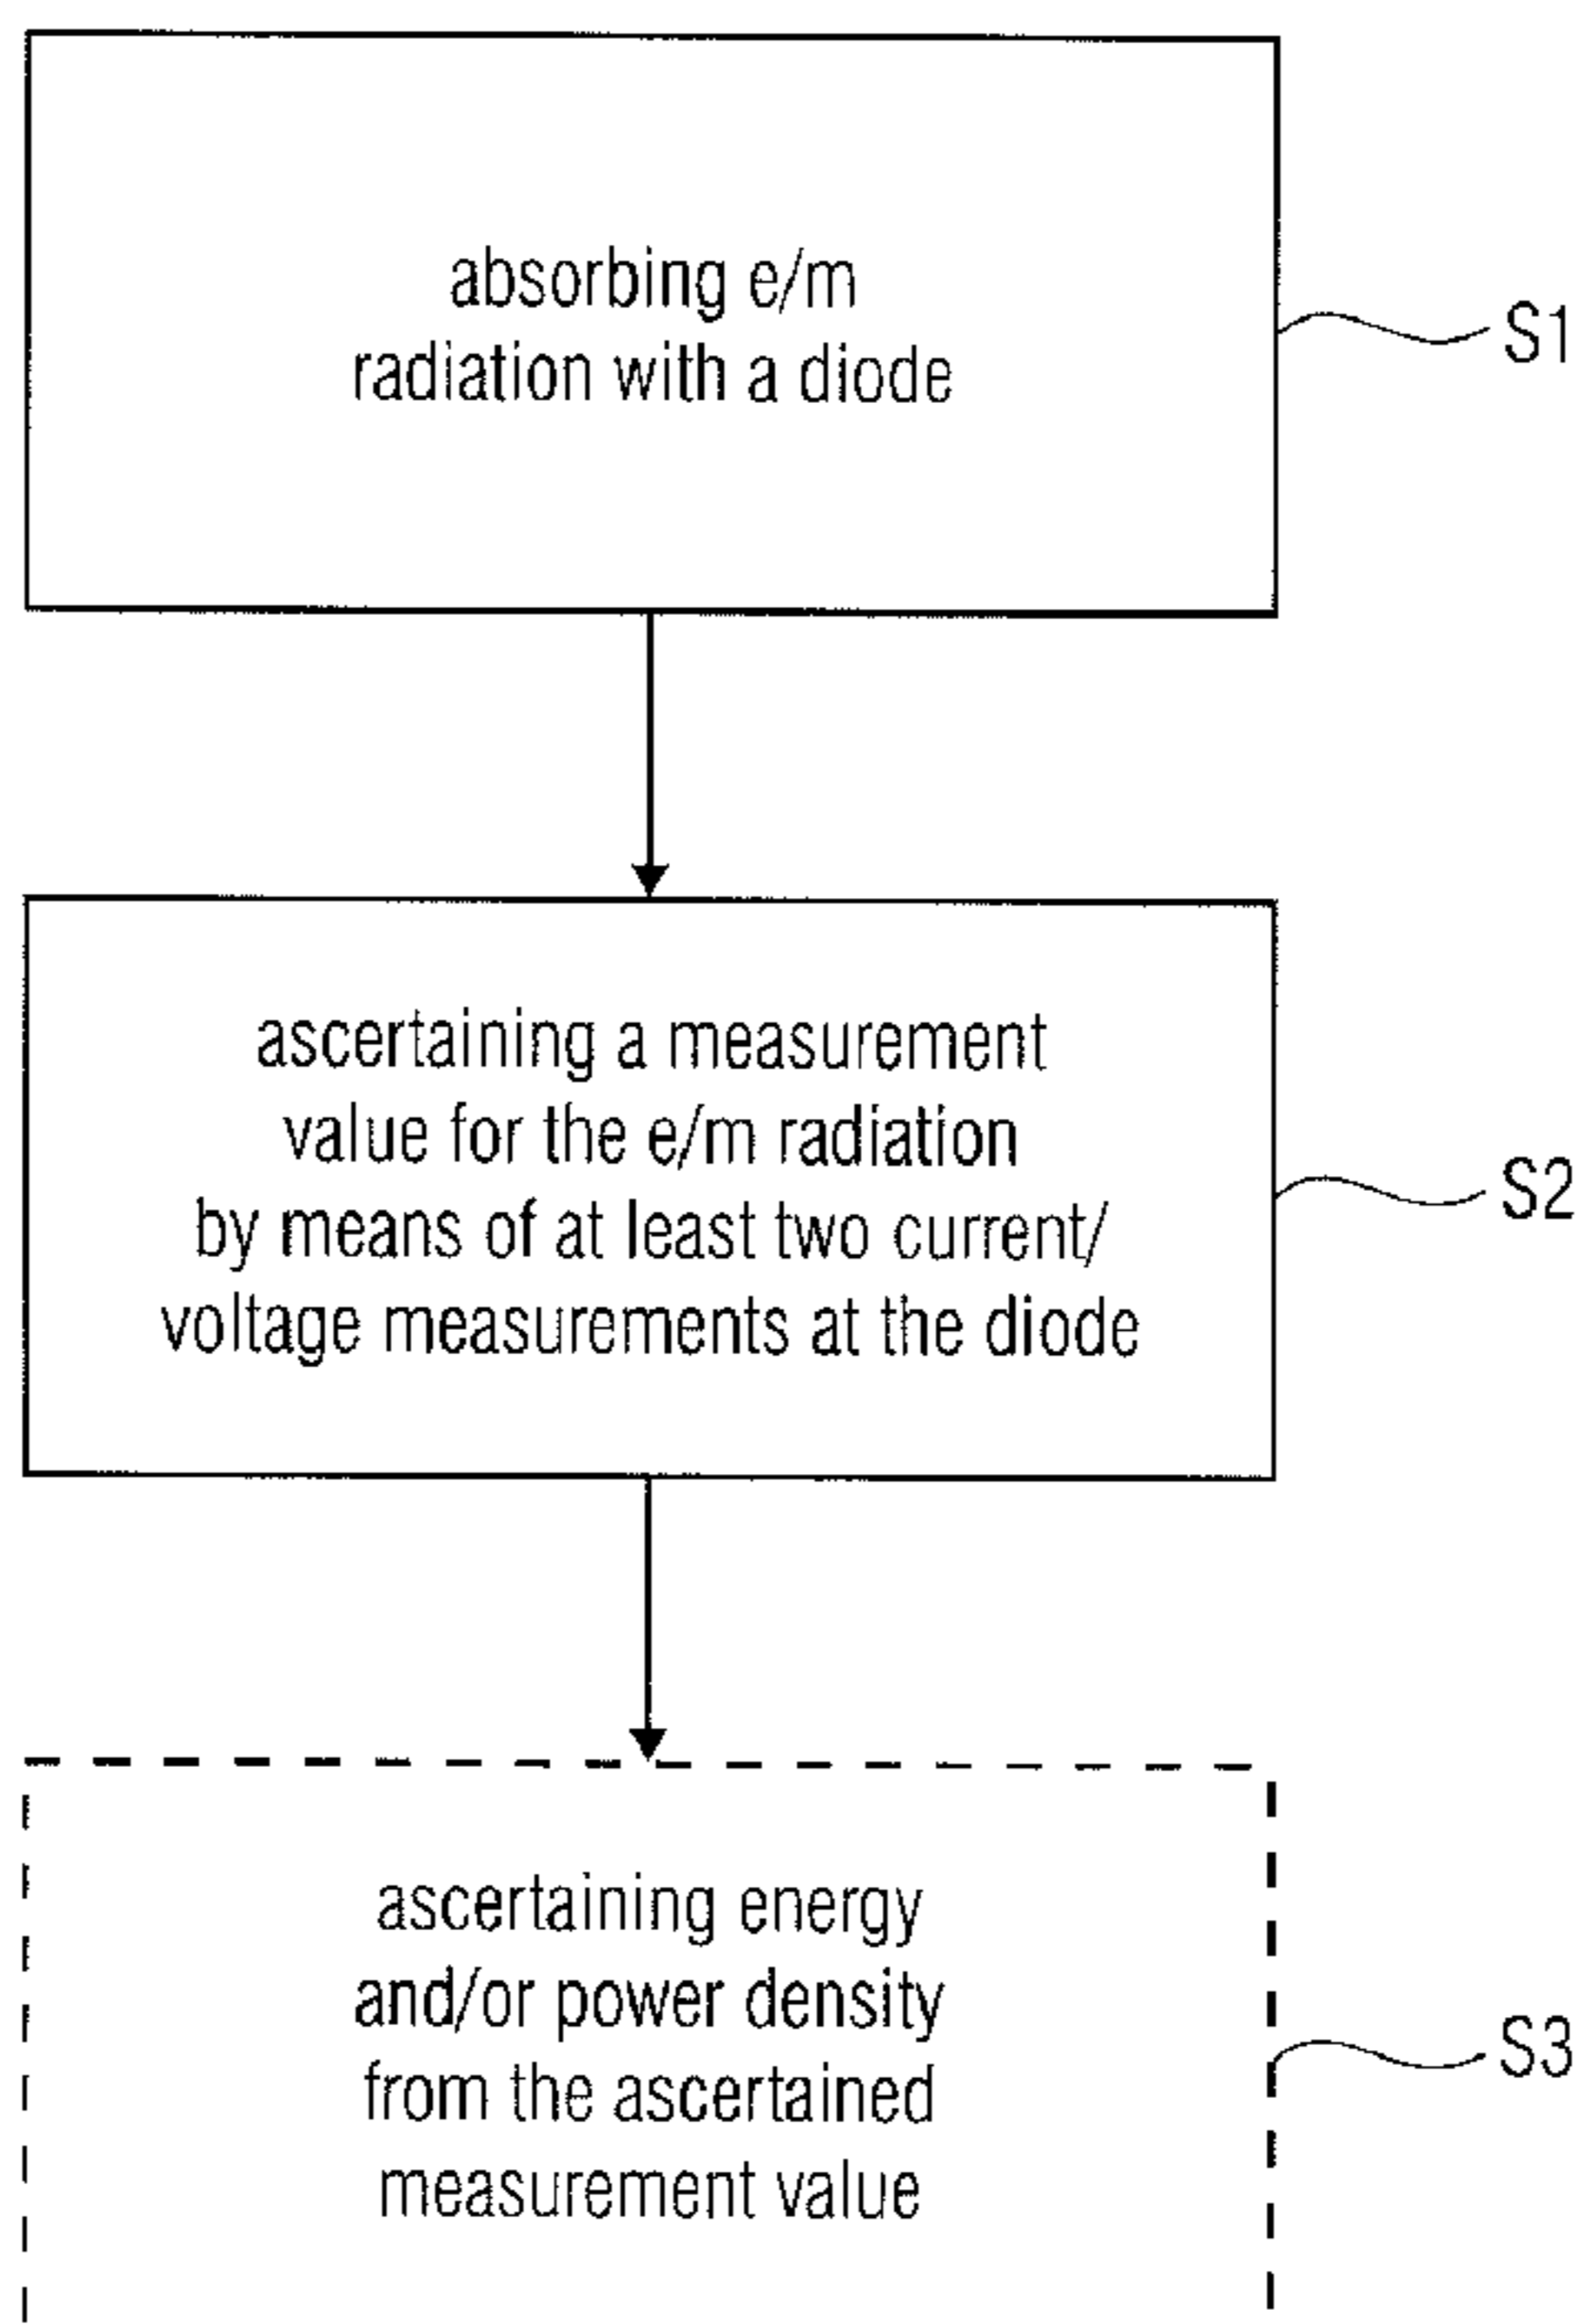 absorbing e/m
radiation with a diode
S1
ascertaining a measurement
value for the e/m radiation
by means of at least two current/
voltage measurements at the diode
S2
ascertaining energy
and/or power density
from the ascertained
measurement value
S3